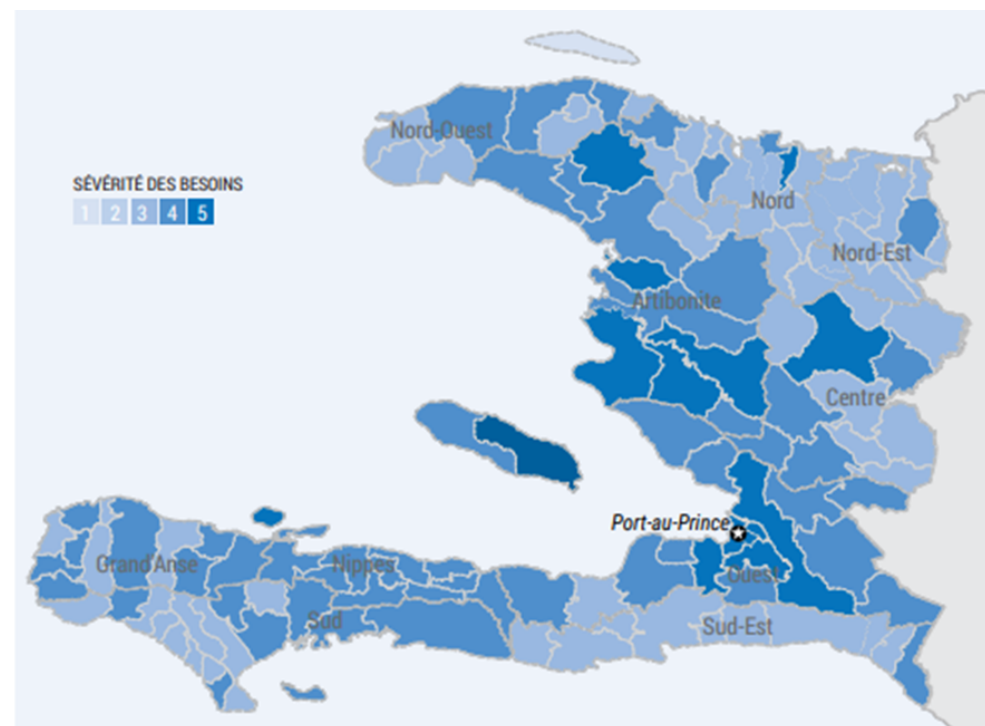 Nord-Ouest
SÉVÉRITÉ DES BESOINS
1 2 3 4 5
Nord
Nord-Est
Artibonite
Centre
Port-au-Prince
Grand'Anse
Nippes
Ouest
Sud
Sud-Est